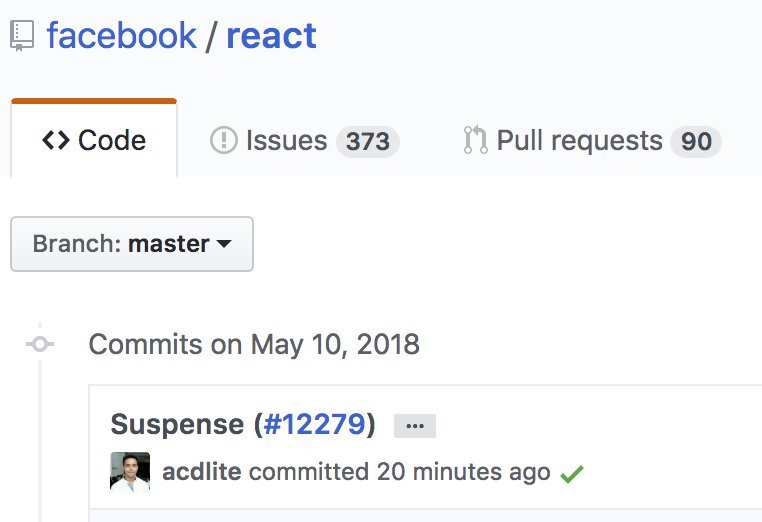 facebook / react
Code Issues 373 Pull requests 90
Branch: master
Commits on May 10, 2018
Suspense (#12279) ...
acdlite committed 20 minutes ago